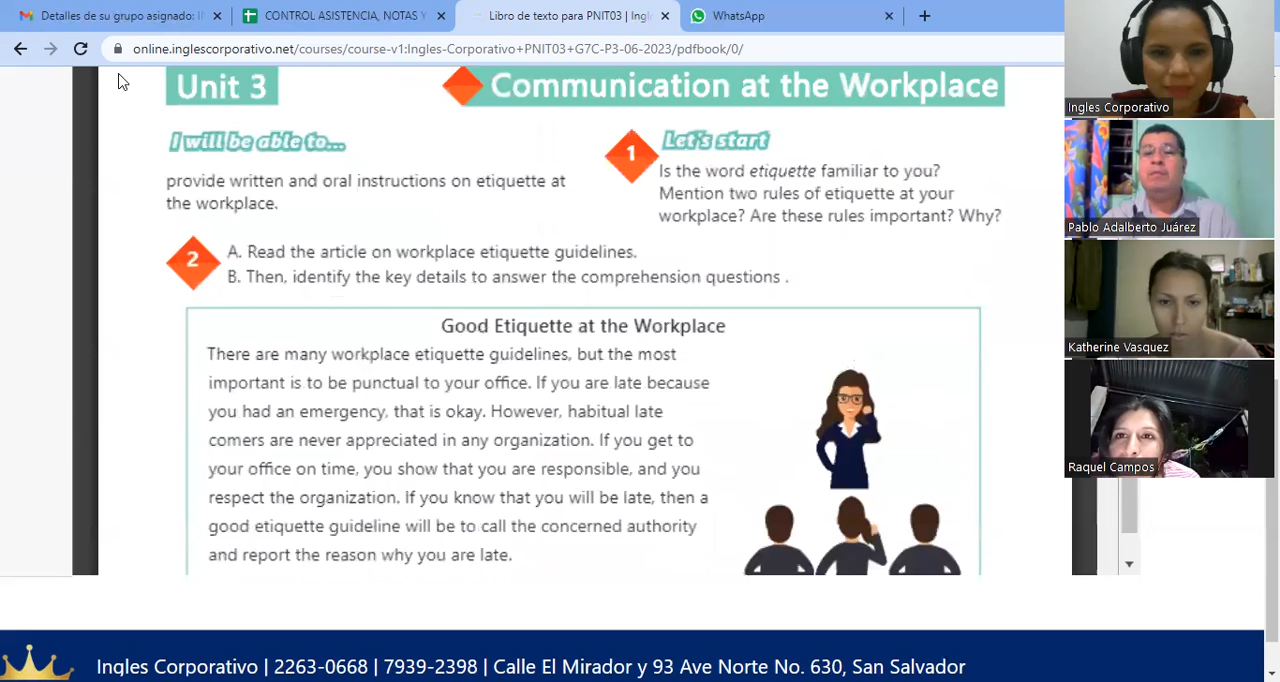 Detalles de su grupo asignado: II
CONTROL ASISTENCIA, NOTAS Y
Libro de texto para PNIT03 | Ingl
WhatsApp
online.inglescorporativo.net/courses/course-v1:Ingles-Corporativo+PNIT03+G7C-P3-06-2023/pdfbook/0/
Unit 3
Communication at the Workplace
I will be able to...
provide written and oral instructions on etiquette at
the workplace.
1
Let's start
Is the word etiquette familiar to you?
Mention two rules of etiquette at your
workplace? Are these rules important? Why?
2
A. Read the article on workplace etiquette guidelines.
B. Then, identify the key details to answer the comprehension questions .
Good Etiquette at the Workplace
There are many workplace etiquette guidelines, but the most
important is to be punctual to your office. If you are late because
you had an emergency, that is okay. However, habitual late
comers are never appreciated in any organization. If you get to
your office on time, you show that you are responsible, and you
respect the organization. If you know that you will be late, then a
good etiquette guideline will be to call the concerned authority
and report the reason why you are late.
Ingles Corporativo
Pablo Adalberto Juárez
Katherine Vasquez
Raquel Campos
Ingles Corporativo | 2263-0668 | 7939-2398 | Calle El Mirador y 93 Ave Norte No. 630, San Salvador